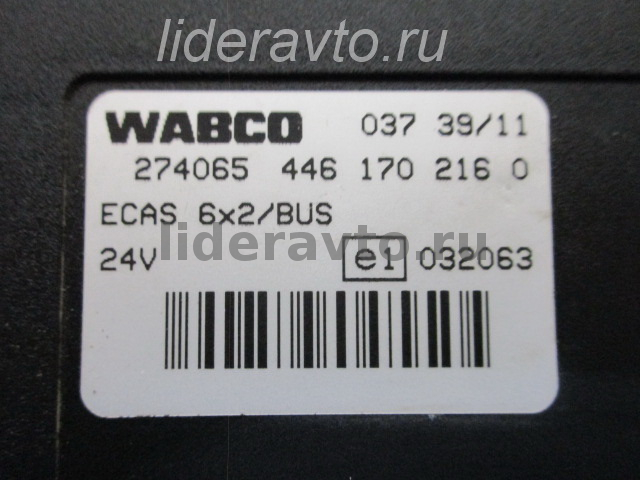 lideravto.ru
WABCO 037 39/11
274065 446 170 216 0
ECAS 6x2/BUS
lideravto.ru
24V e1 032063